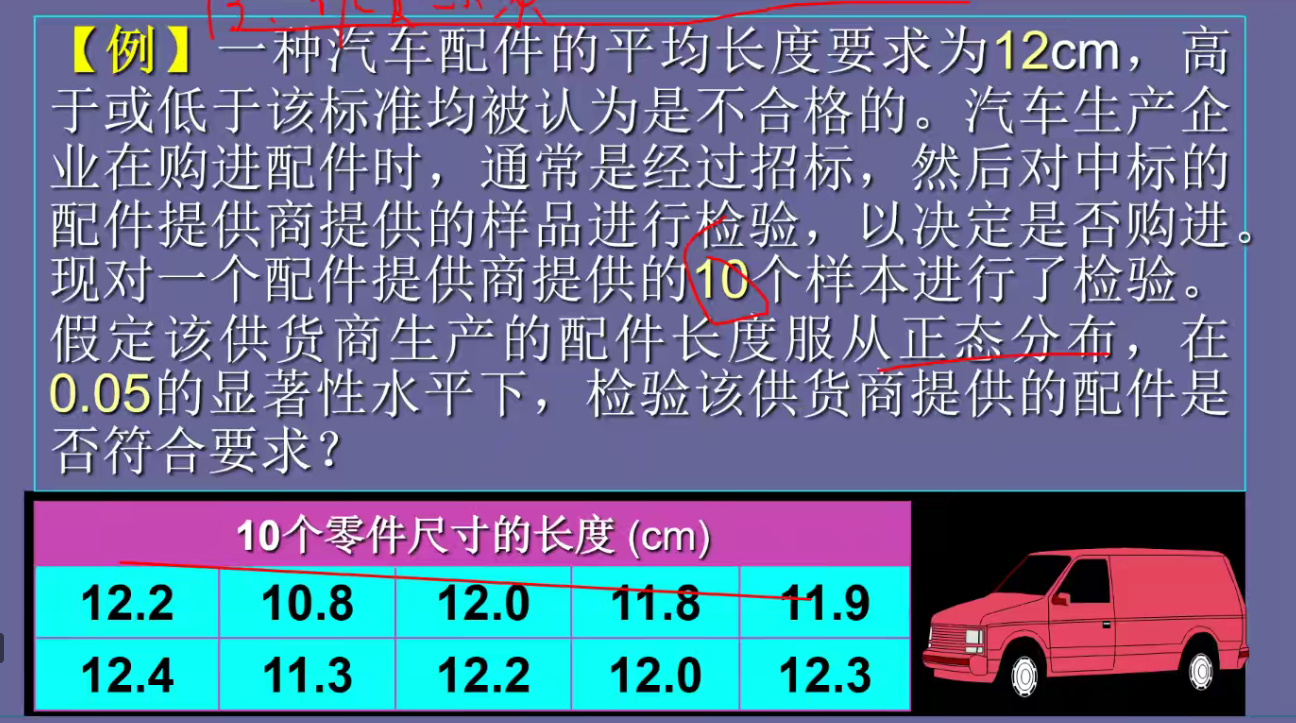 【例】一种汽车配件的平均长度要求为12cm，高
于或低于该标准均被认为是不合格的。汽车生产企
业在购进配件时，通常是经过招标，然后对中标的
配件提供商提供的样品进行检验，以决定是否购进。
现对一个配件提供商提供的10个样本进行了检验。
假定该供货商生产的配件长度服从正态分布，在
0.05的显著性水平下，检验该供货商提供的配件是
否符合要求？
10个零件尺寸的长度 (cm)
12.2 10.8 12.0 11.8 11.9
12.4 11.3 12.2 12.0 12.3